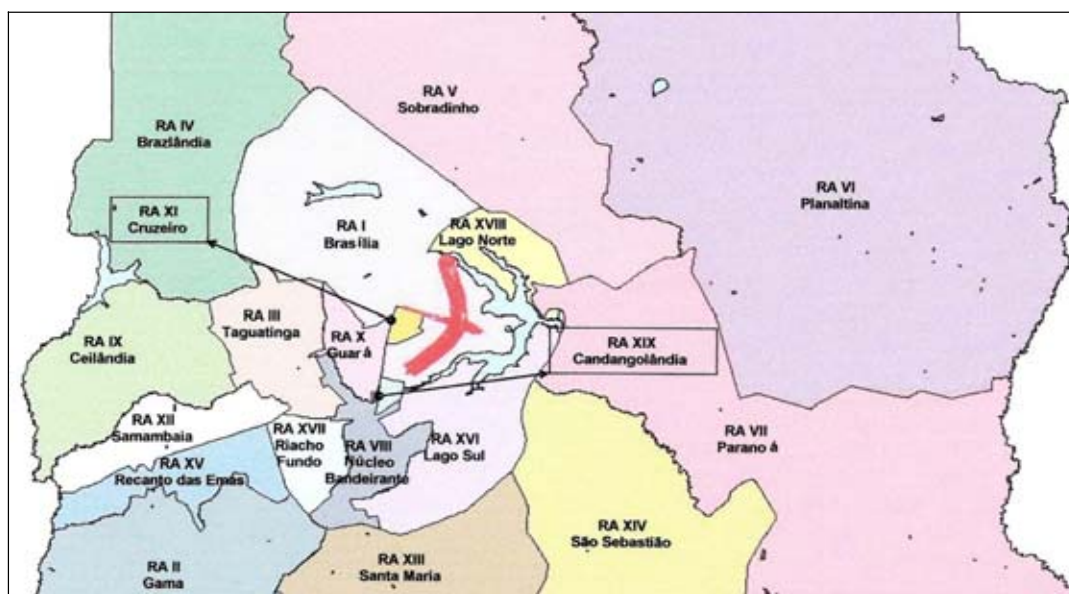 RA V
Sobradinho
RA IV
Brazlândia
RA VI
Planaltina
RA XI
Cruzeiro
RA I
Brasília
RA XVIII
Lago Norte
RA III
Taguatinga
RA X
Guar á
RA IX
Ceilândia
RA XIX
Candangolândia
RA XII
Samambaia
RA XVII
Riacho
Fundo
RA VIII
Núcleo
Bandeirante
RA XVI
Lago Sul
RA VII
Parano á
RA XV
Recanto das Emas
RA XIV
São Sebastião
RA II
Gama
RA XIII
Santa Maria